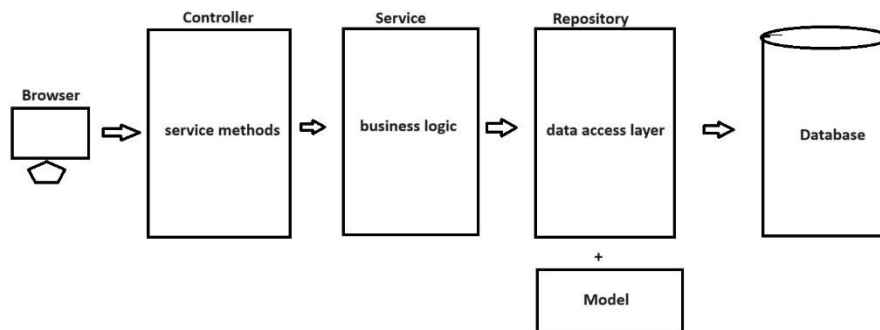 Controller
Service
Repository
Browser
service methods
business logic
data access layer
Database
+
Model